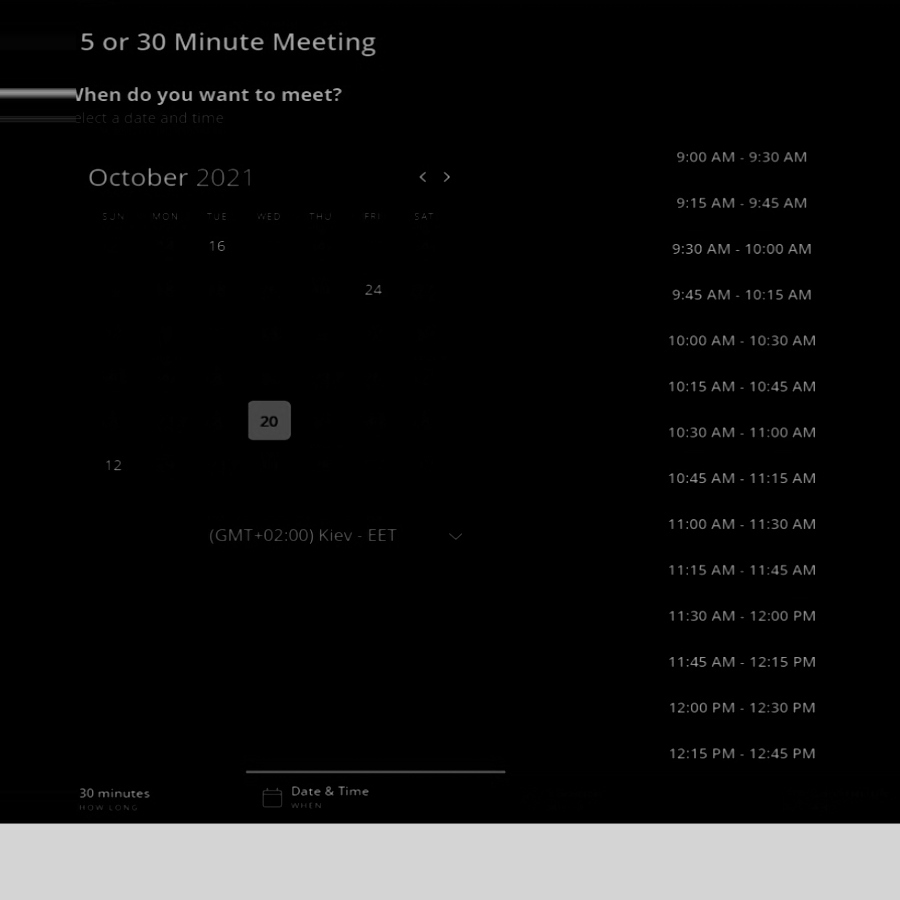 5 or 30 Minute Meeting
When do you want to meet?
elect a date and time
October 2021
SUN MON TUE WED THU FRI SAT
16
24
20
12
(GMT+02:00) Kiev - EET
9:00 AM - 9:30 AM
9:15 AM - 9:45 AM
9:30 AM - 10:00 AM
9:45 AM - 10:15 AM
10:00 AM - 10:30 AM
10:15 AM - 10:45 AM
10:30 AM - 11:00 AM
10:45 AM - 11:15 AM
11:00 AM - 11:30 AM
11:15 AM - 11:45 AM
11:30 AM - 12:00 PM
11:45 AM - 12:15 PM
12:00 PM - 12:30 PM
12:15 PM - 12:45 PM
30 minutes
HOW LONG
Date & Time
WHEN